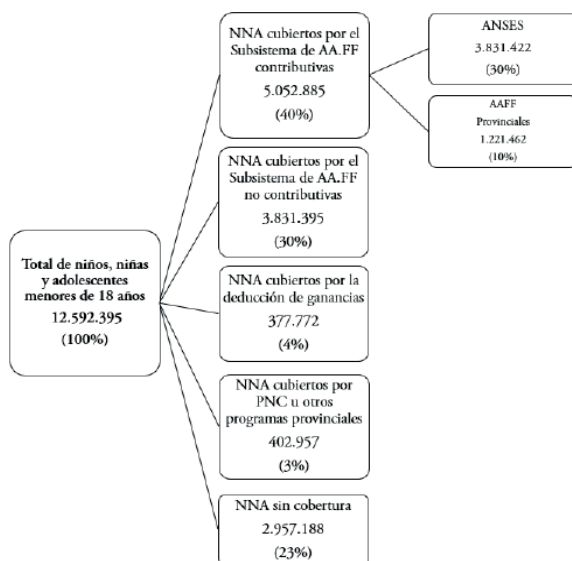 Total de niños, niñas
y adolescentes
menores de 18 años
12.592.395
(100%)
NNA cubiertos por el
Subsistema de AA.FF
contributivas
5.052.885
(40%)
ANSES
3.831.422
(30%)
AAFF
Provinciales
1.221.462
(10%)
NNA cubiertos por el
Subsistema de AA.FF
no contributivas
3.831.395
(30%)
NNA cubiertos por la
deducción de ganancias
377.772
(4%)
NNA cubiertos por
PNC u otros
programas provinciales
402.957
(3%)
NNA sin cobertura
2.957.188
(23%)